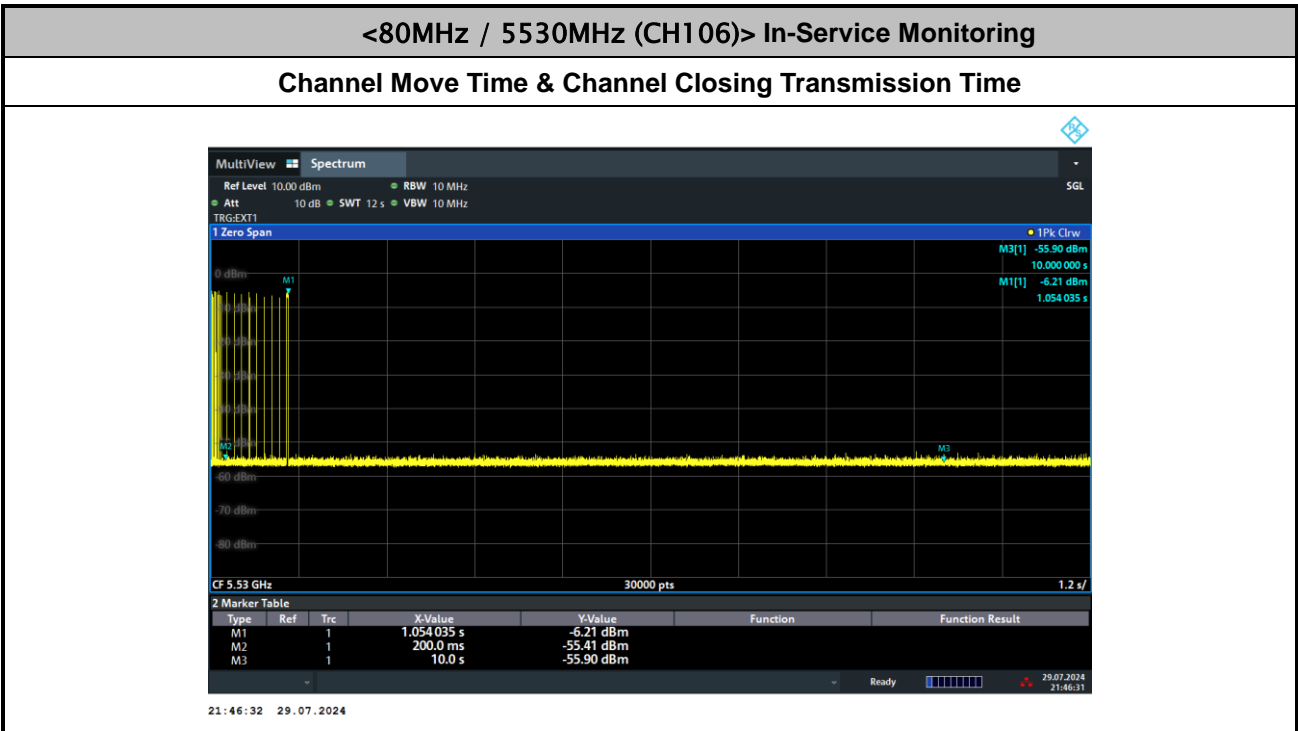 <80MHz / 5530MHz (CH106)> In-Service Monitoring
Channel Move Time & Channel Closing Transmission Time
R&S
MultiView Spectrum
Ref Level 10.00 dBm RBW 10 MHz SGL
Att 10 dB SWT 12 s VBW 10 MHz
TRG:EXT1
1 Zero Span 1Pk Clrw
M3[1] -55.90 dBm
10.000 000 s
0 dBm M1 M1[1] -6.21 dBm
1.054 035 s
M2 M3
-60 dBm
-70 dBm
-80 dBm
CF 5.53 GHz 30000 pts 1.2 s/
2 Marker Table
Type Ref Trc X-Value Y-Value Function Function Result
M1 1 1.054 035 s -6.21 dBm
M2 1 200.0 ms -55.41 dBm
M3 1 10.0 s -55.90 dBm
Ready 29.07.2024
21:46:31
21:46:32 29.07.2024